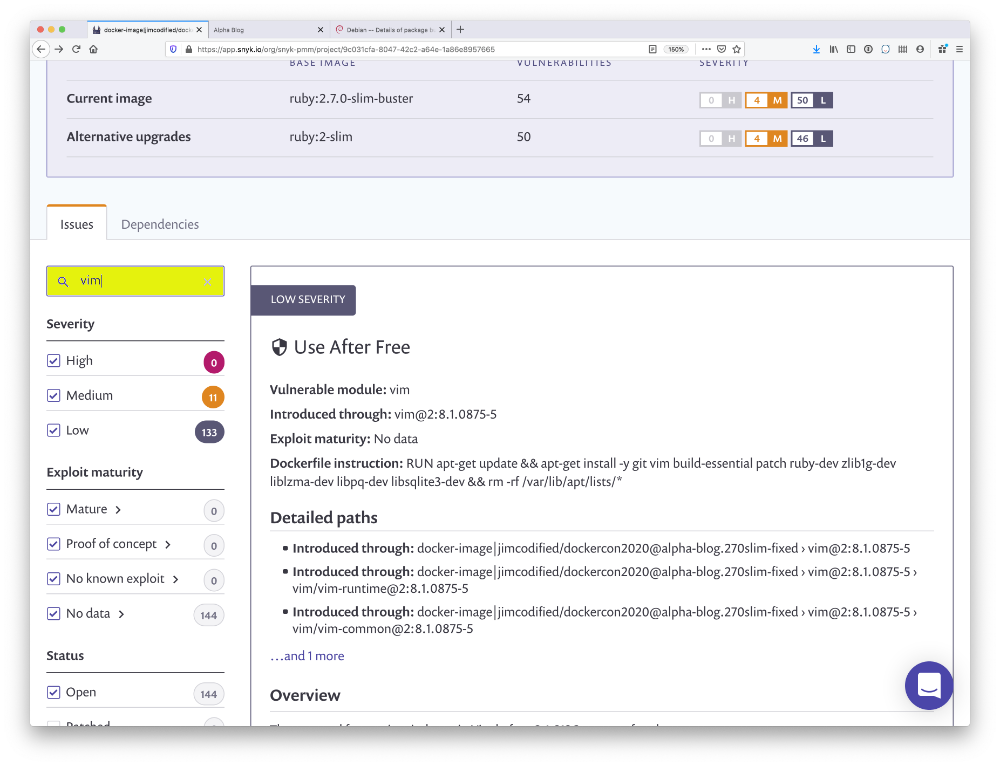 docker-image|jimcodified/dock
Alpha Blog
Debian -- Details of package
https://app.snyk.io/org/snyk-pmm/project/9c031cfa-8047-42c2-a64e-1a86e8957665
150%
BASE IMAGE VULNERABILITIES SEVERITY
Current image ruby:2.7.0-slim-buster 54 0 H 4 M 50 L
Alternative upgrades ruby:2-slim 50 0 H 4 M 46 L
Issues Dependencies
vim
Severity
High 0
Medium 11
Low 133
Exploit maturity
Mature 0
Proof of concept 0
No known exploit 0
No data 144
Status
Open 144
Patched
LOW SEVERITY
Use After Free
Vulnerable module: vim
Introduced through: vim@2:8.1.0875-5
Exploit maturity: No data
Dockerfile instruction: RUN apt-get update && apt-get install -y git vim build-essential patch ruby-dev zlib1g-dev
liblzma-dev libpq-dev libsqlite3-dev && rm -rf /var/lib/apt/lists/*
Detailed paths
• Introduced through: docker-image|jimcodified/dockercon2020@alpha-blog.270slim-fixed › vim@2:8.1.0875-5
• Introduced through: docker-image|jimcodified/dockercon2020@alpha-blog.270slim-fixed › vim@2:8.1.0875-5 ›
vim/vim-runtime@2:8.1.0875-5
• Introduced through: docker-image|jimcodified/dockercon2020@alpha-blog.270slim-fixed › vim@2:8.1.0875-5 ›
vim/vim-common@2:8.1.0875-5
...and 1 more
Overview